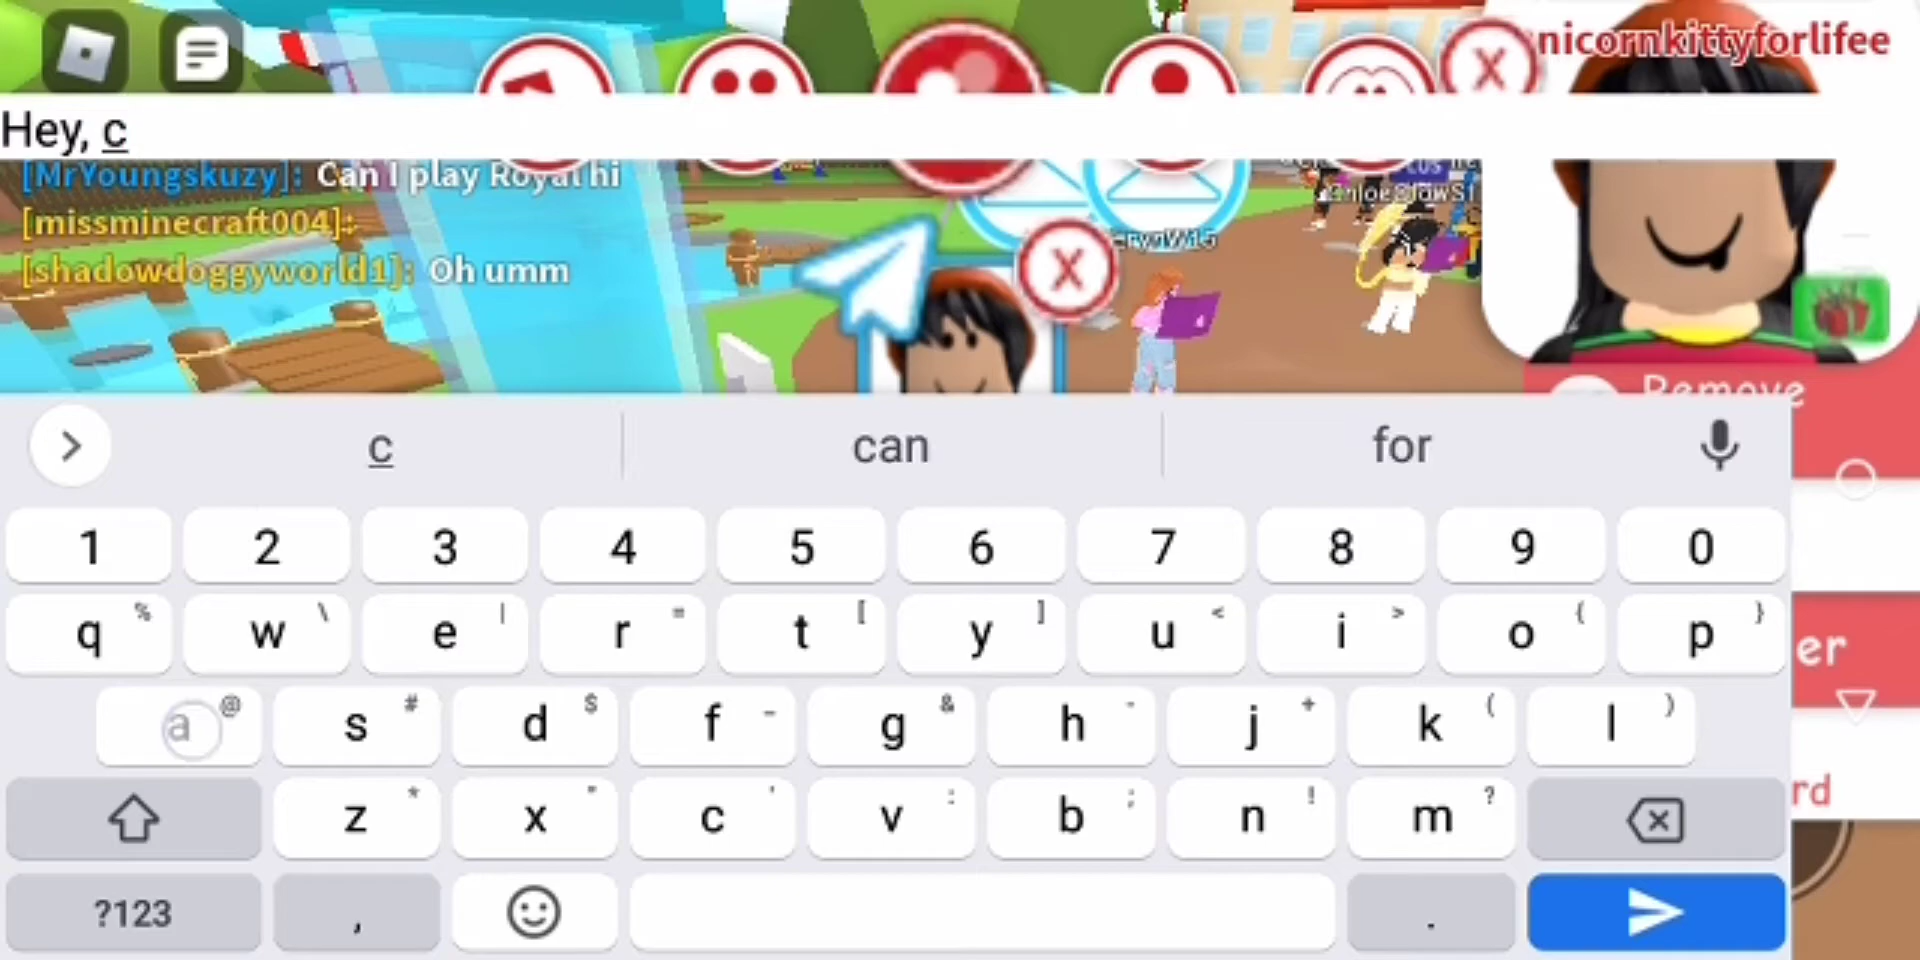 nicornkittyforlifee
Hey, c
[MrYoungskuzy]: Can I play Royal hi
[missminecraft004]:
[shadowdoggyworld1]: Oh umm
Remove
c can for
1 2 3 4 5 6 7 8 9 0
q % w \ e | r = t [ y ] u < i > o { p }
er
a @ s # d $ f _ g & h - j + k ( l )
rd
z * x " c ' v : b ; n ! m ?
?123 , .